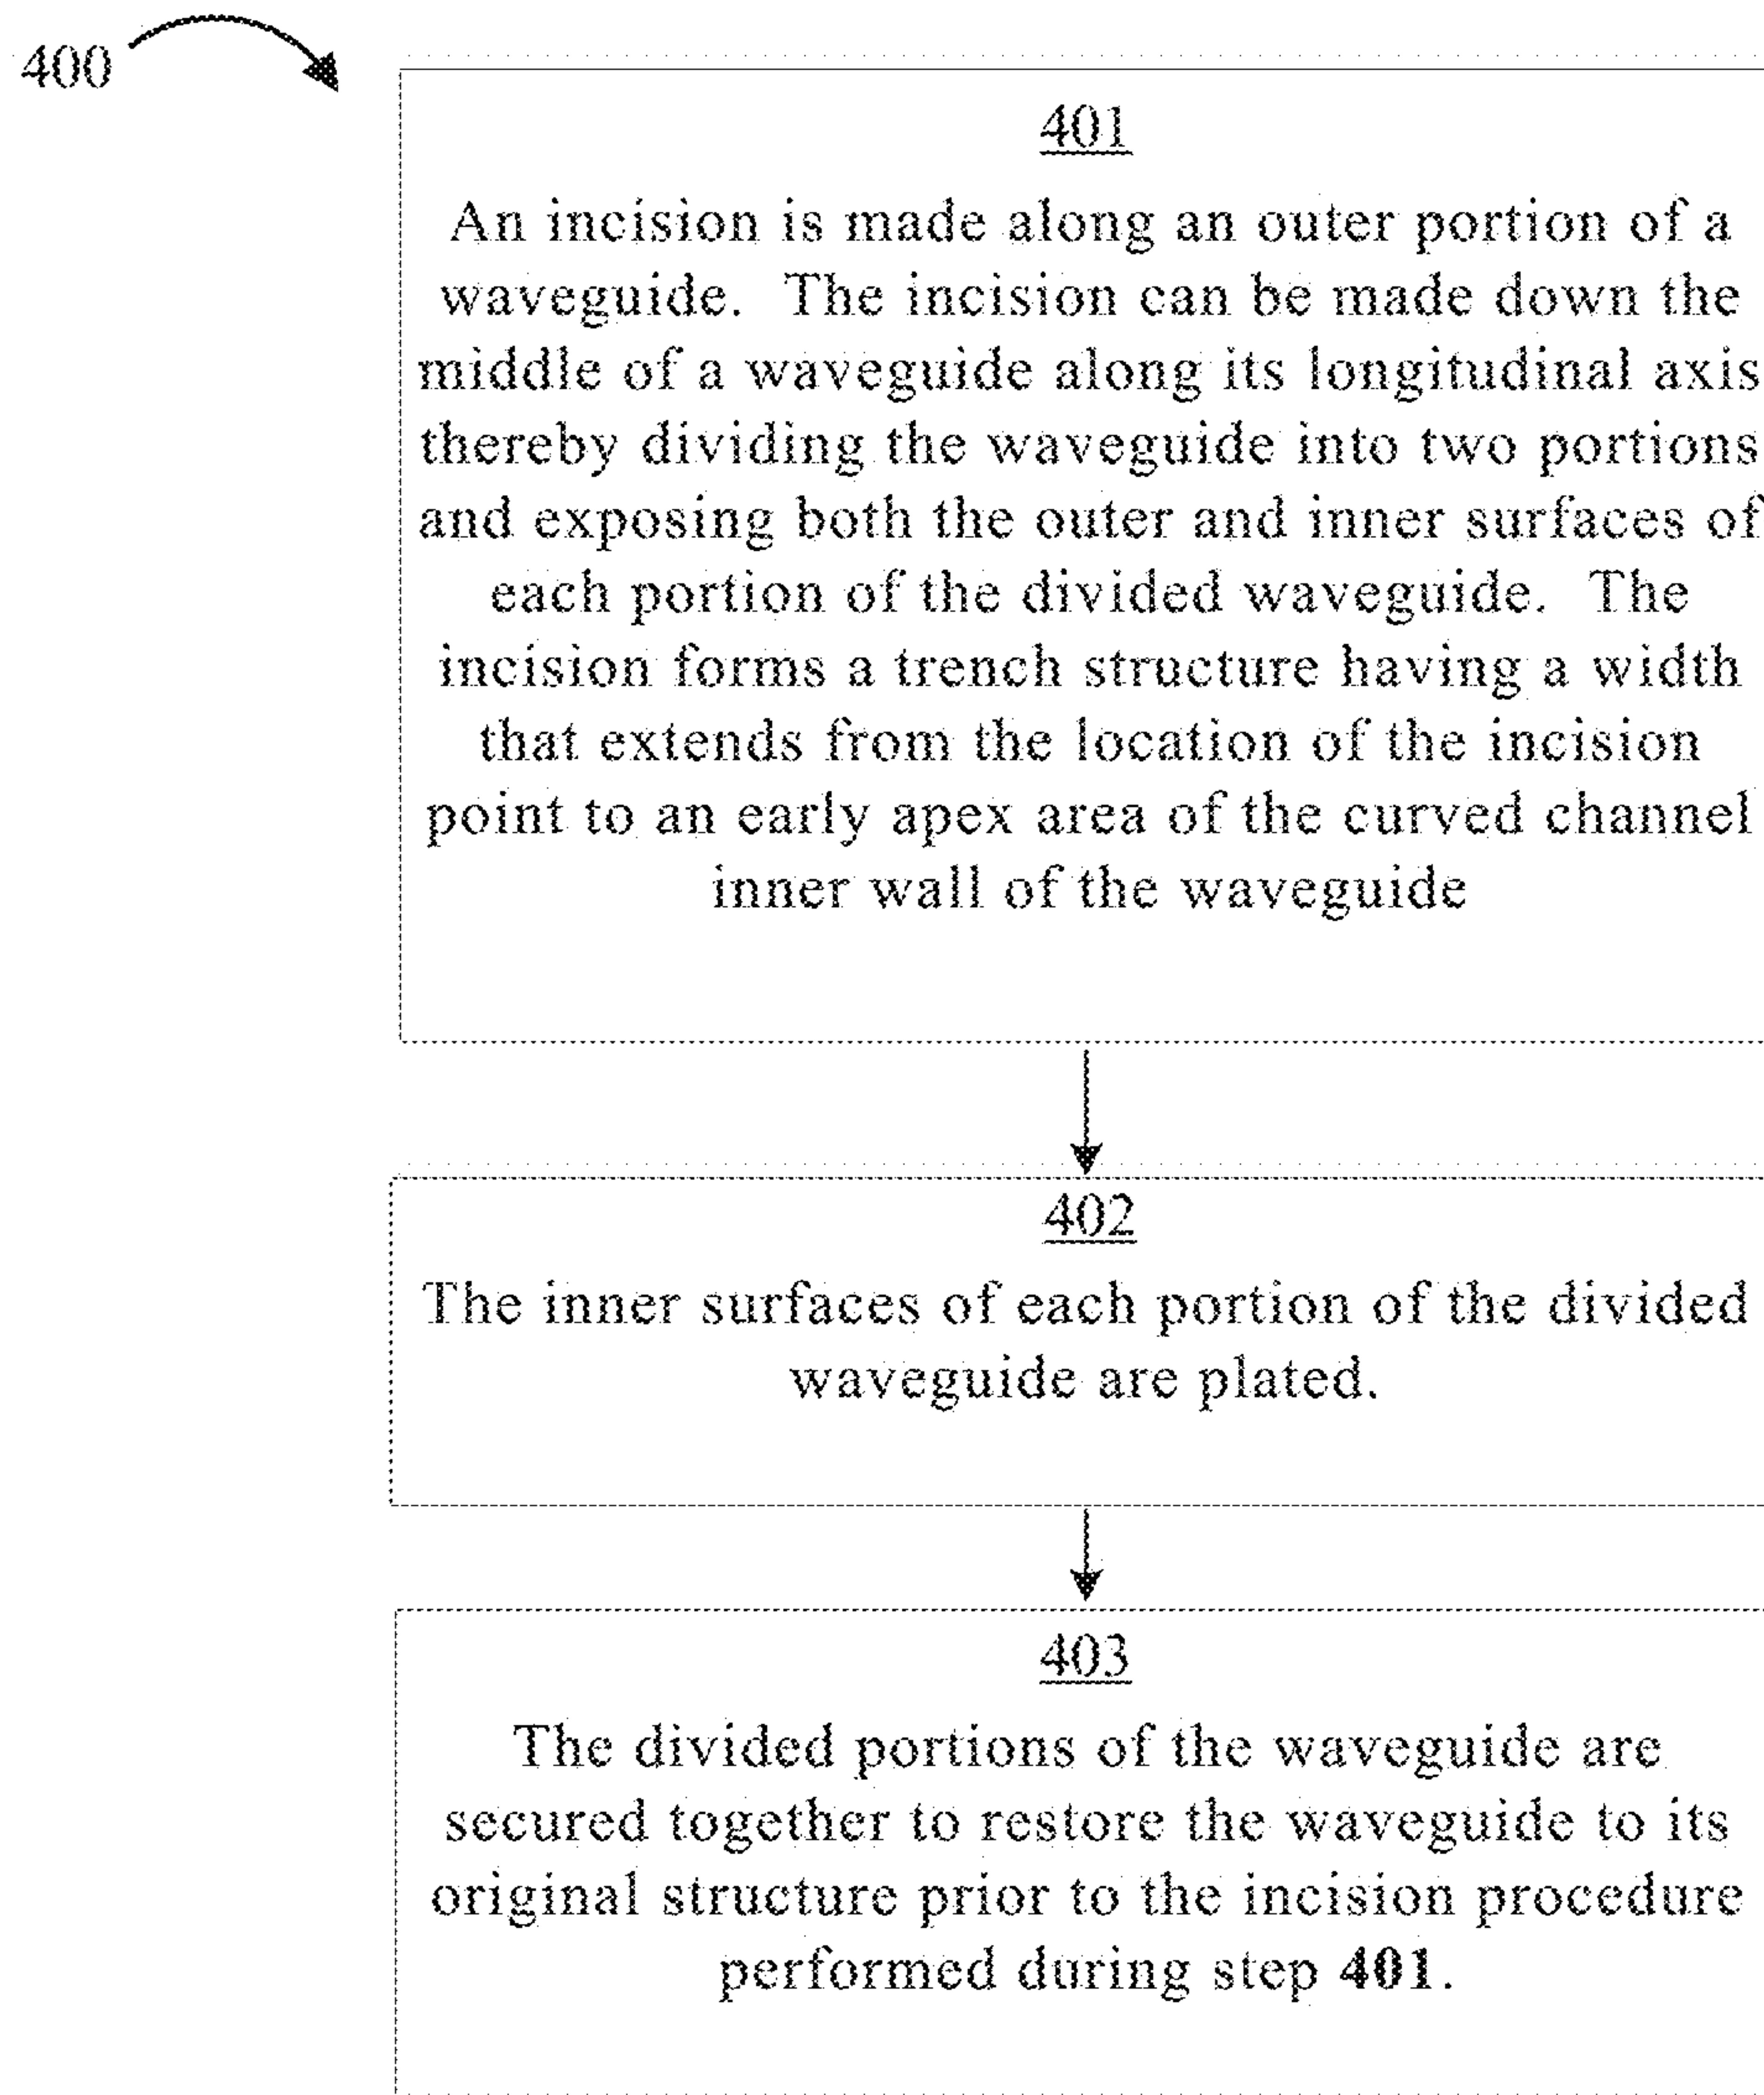 400
401
An incision is made along an outer portion of a
waveguide. The incision can be made down the
middle of a waveguide along its longitudinal axis
thereby dividing the waveguide into two portions
and exposing both the outer and inner surfaces of
each portion of the divided waveguide. The
incision forms a trench structure having a width
that extends from the location of the incision
point to an early apex area of the curved channel
inner wall of the waveguide
402
The inner surfaces of each portion of the divided
waveguide are plated.
403
The divided portions of the waveguide are
secured together to restore the waveguide to its
original structure prior to the incision procedure
performed during step 401.